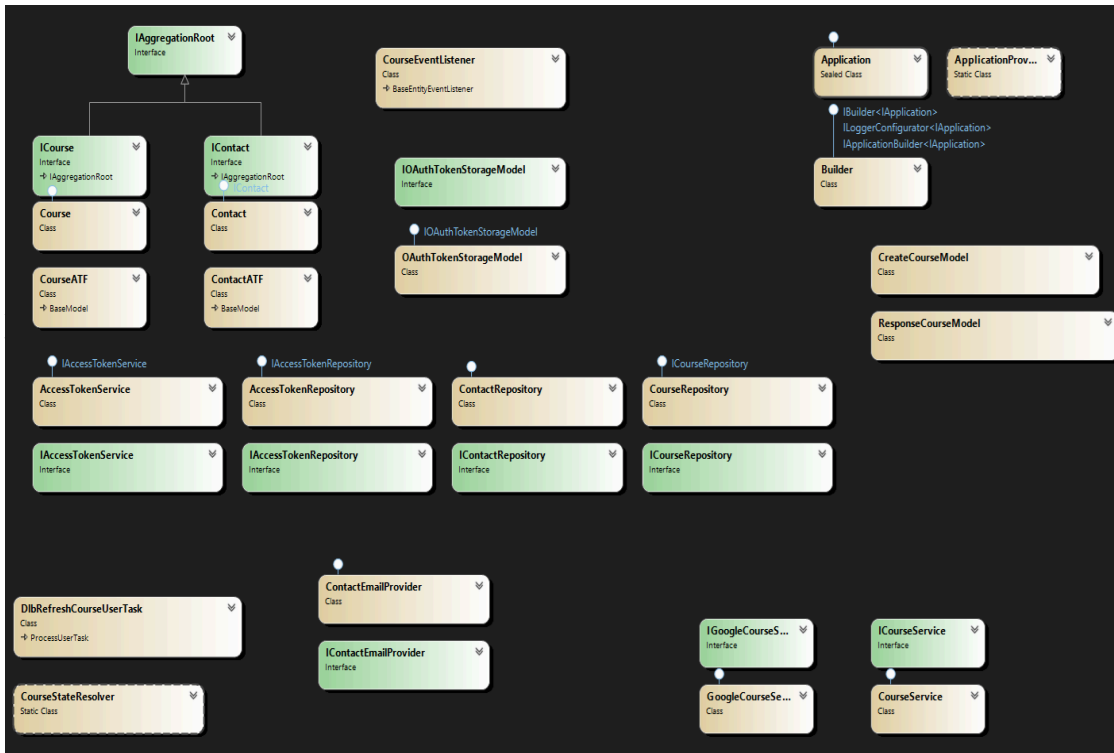 IAggregationRoot
Interface
CourseEventListener
Class
BaseEntityEventListener
Application
Sealed Class
ApplicationProv...
Static Class
IBuilder<IApplication>
ILoggerConfigurator<IApplication>
IApplicationBuilder<IApplication>
Builder
Class
ICourse
Interface
IAggregationRoot
IContact
Interface
IAggregationRoot
IContact
IOAuthTokenStorageModel
Interface
Course
Class
Contact
Class
IOAuthTokenStorageModel
OAuthTokenStorageModel
Class
CreateCourseModel
Class
CourseATF
Class
BaseModel
ContactATF
Class
BaseModel
ResponseCourseModel
Class
IAccessTokenService
AccessTokenService
Class
IAccessTokenRepository
AccessTokenRepository
Class
ContactRepository
Class
ICourseRepository
CourseRepository
Class
IAccessTokenService
Interface
IAccessTokenRepository
Interface
IContactRepository
Interface
ICourseRepository
Interface
ContactEmailProvider
Class
DlbRefreshCourseUserTask
Class
ProcessUserTask
IContactEmailProvider
Interface
IGoogleCourseS...
Interface
ICourseService
Interface
CourseStateResolver
Static Class
GoogleCourseSe...
Class
CourseService
Class